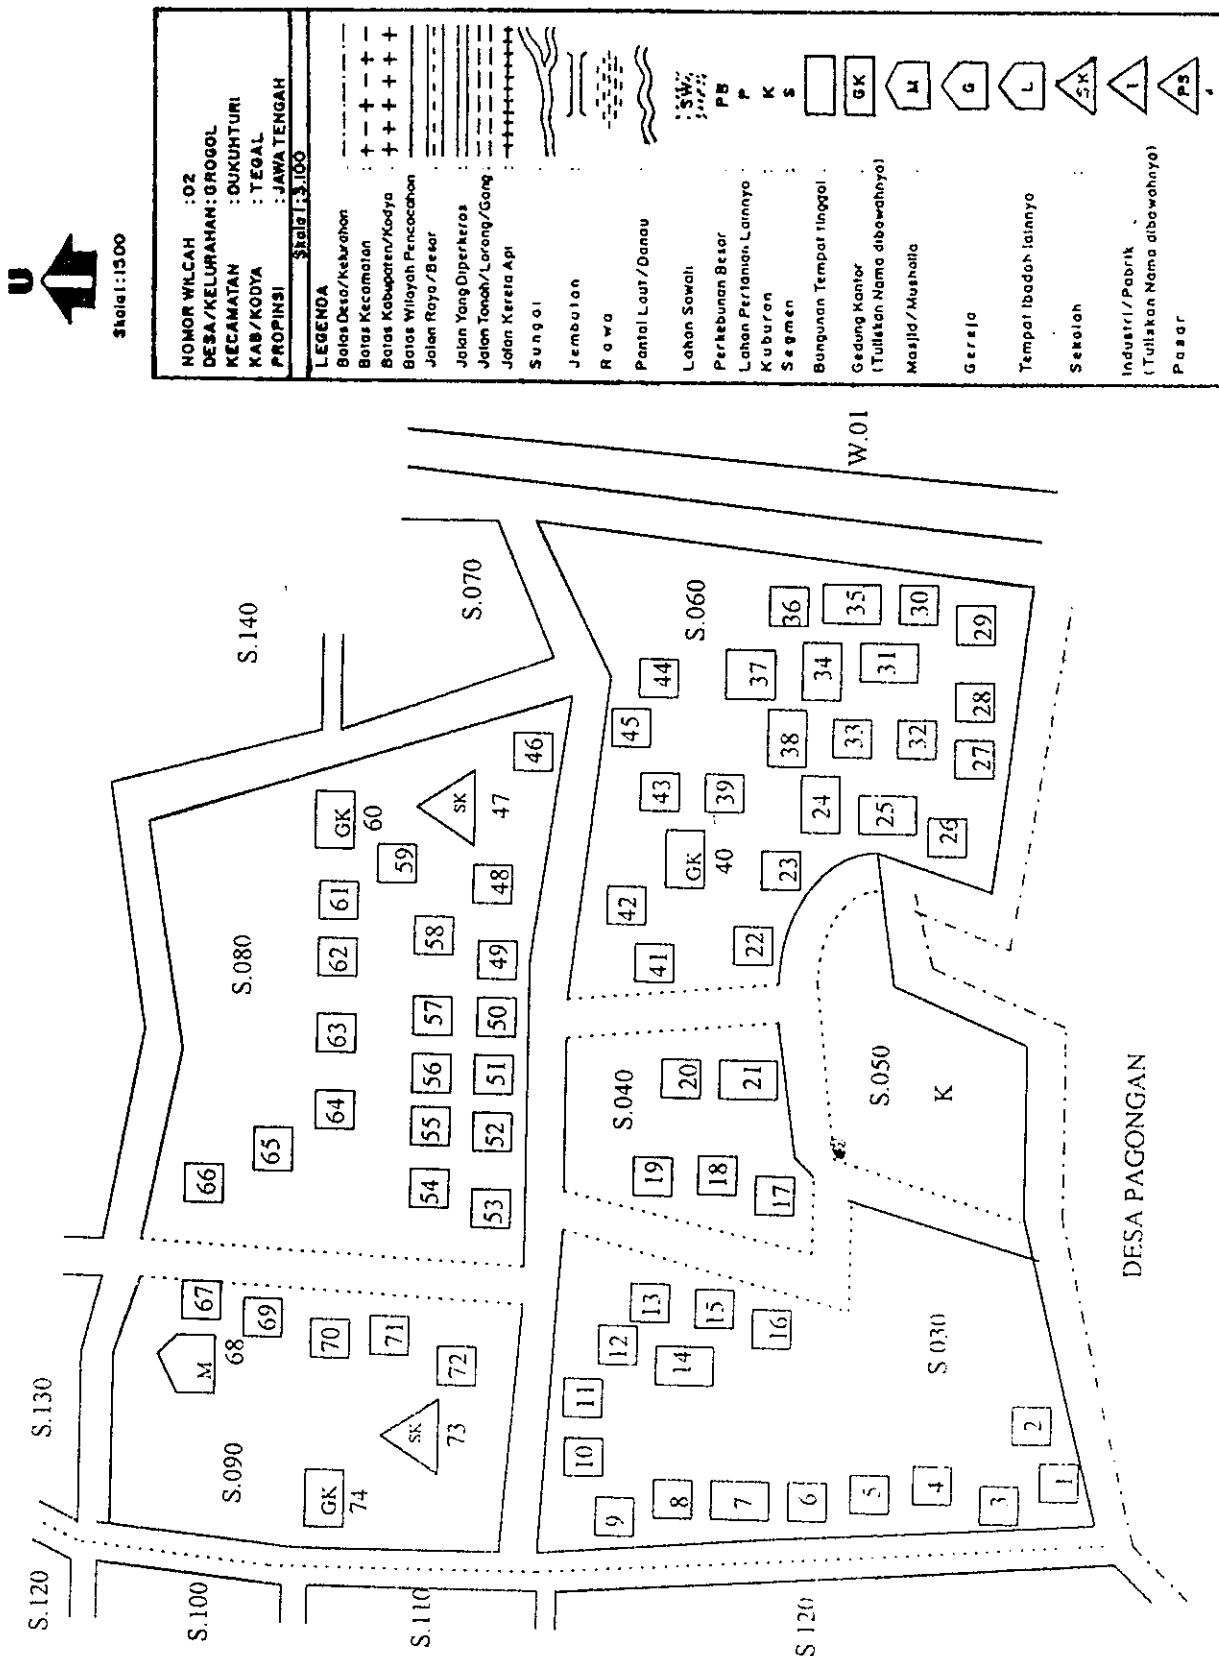 U
Skala 1:1500
NOMOR WILCAH :02
DESA/KELURAHAN:GROGOL
KECAMATAN :DUKUHTURI
KAB/KODYA :TEGAL
PROPINSI :JAWA TENGAH
LEGENDA
Batas Desa/Kelurahan :
Batas Kecamatan :
Batas Kabupaten/Kodya :
Batas Wilayah Pencacahan :
Jalan Raya/Besar :
Jalan Yang Diperkeras :
Jalan Tanah/Lorong/Gang :
Jalan Kereta Api :
Sungai :
Jembatan :
Rawa :
Pantai Laut/Danau :
Lahan Sawah : SW
Perkebunan Besar : PB
Lahan Pertanian Lainnya : P
Kuburan : K
Segmen : S
Bangunan Tempat tinggal :
Gedung Kantor : GK
(Tuliskan Nama dibawahnya)
Masjid/Musholla : M
Gereja : G
Tempat Ibadah lainnya : L
Sekolah : SK
Industri/Pabrik : I
(Tuliskan Nama dibawahnya)
Pasar : PS
S.120
S.130
S.140
S.100
S.090
S.080
S.070
S.110
S.120
S.030
S.040
S.050
K
S.060
W.01
DESA PAGONGAN
66
65
64
63
62
61
GK
60
59
58
57
56
55
54
53
52
51
50
49
48
SK
47
46
67
M
68
69
70
71
72
SK
73
GK
74
9
10
11
12
13
8
14
15
7
16
6
5
4
3
2
1
19
18
17
20
21
41
42
43
45
44
GK
40
39
22
23
24
38
37
36
25
33
34
35
26
32
31
30
27
28
29